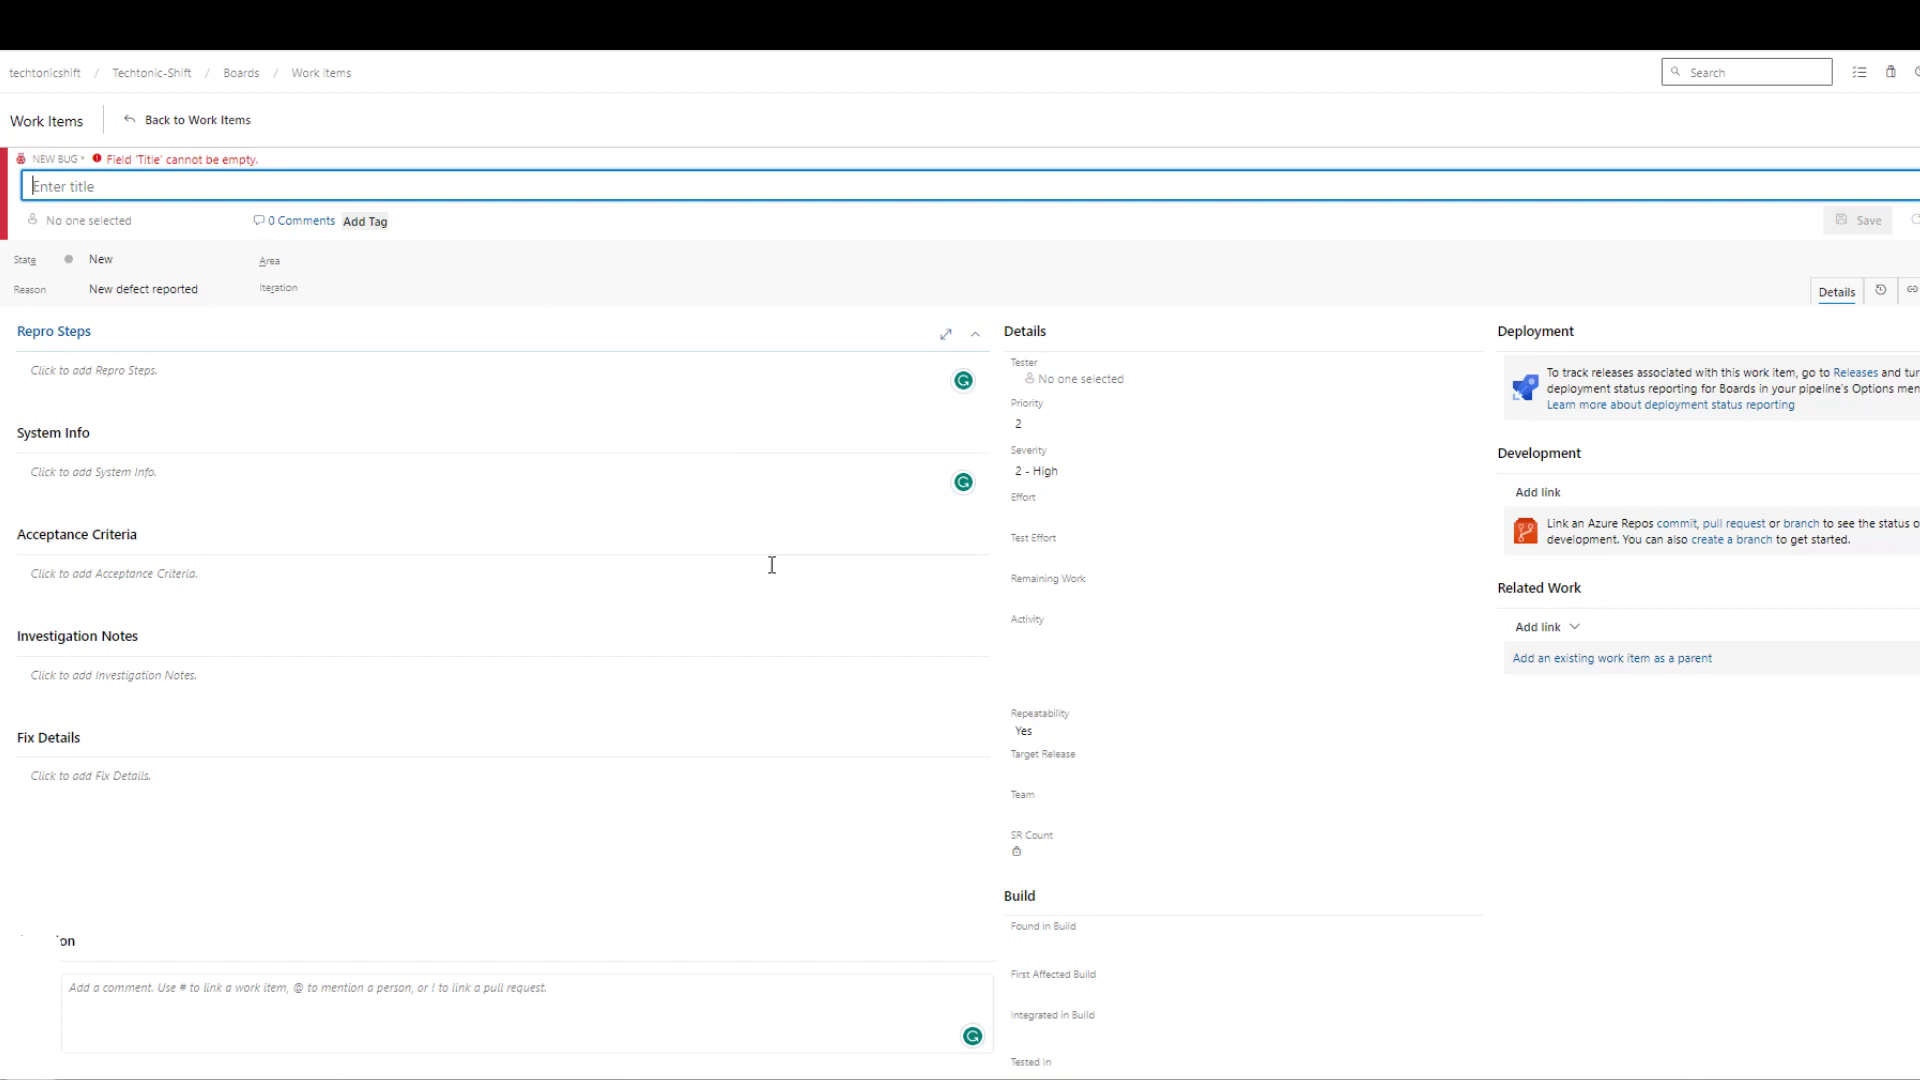 techtonicshift / Techtonic-Shift / Boards / Work items
Search
Work Items
Back to Work Items
NEW BUG * Field 'Title' cannot be empty.
Enter title
No one selected
0 Comments
Add Tag
Save
State New
Area
Reason New defect reported
Iteration
Details
Repro Steps
Click to add Repro Steps.
System Info
Click to add System Info.
Acceptance Criteria
Click to add Acceptance Criteria.
Investigation Notes
Click to add Investigation Notes.
Fix Details
Click to add Fix Details.
on
Add a comment. Use # to link a work item, @ to mention a person, or ! to link a pull request.
Details
Tester
No one selected
Priority
2
Severity
2 - High
Effort
Test Effort
Remaining Work
Activity
Repeatability
Yes
Target Release
Team
SR Count
Build
Found in Build
First Affected Build
Integrated in Build
Tested in
Deployment
To track releases associated with this work item, go to Releases and tur
deployment status reporting for Boards in your pipeline's Options men
Learn more about deployment status reporting
Development
Add link
Link an Azure Repos commit, pull request or branch to see the status o
development. You can also create a branch to get started.
Related Work
Add link
Add an existing work item as a parent